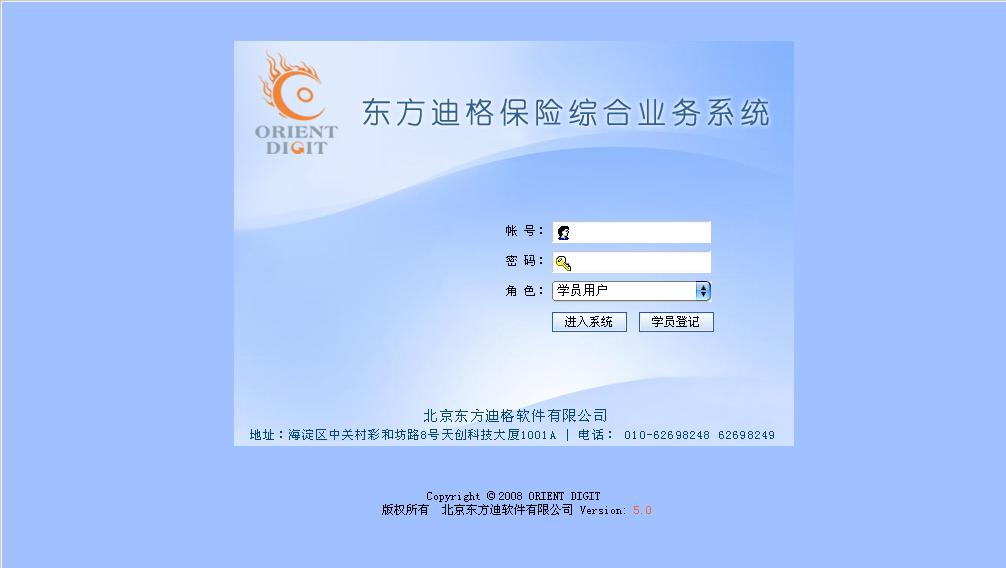 ORIENT
DIGIT
东方迪格保险综合业务系统
帐 号：
密 码：
角 色： 学员用户
进入系统 学员登记
北京东方迪格软件有限公司
地址：海淀区中关村彩和坊路8号天创科技大厦1001A | 电话： 010-62698248 62698249
Copyright ©2008 ORIENT DIGIT
版权所有 北京东方迪软件有限公司 Version: 5.0